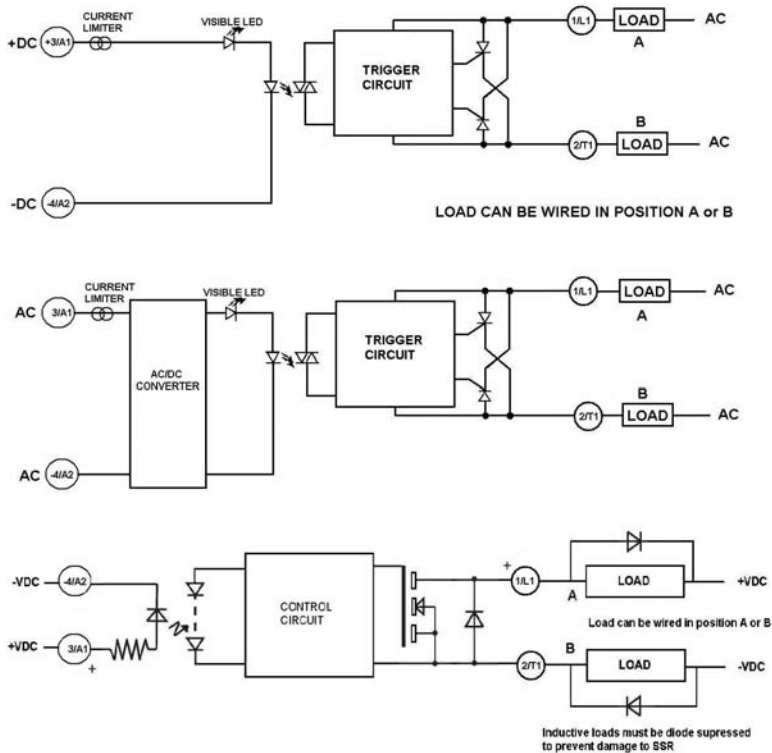 CURRENT
LIMITER
VISIBLE LED
+DC
+3/A1
TRIGGER
CIRCUIT
1/L1
LOAD
AC
A
B
2/T1
LOAD
AC
-DC
-4/A2
LOAD CAN BE WIRED IN POSITION A or B
CURRENT
LIMITER
VISIBLE LED
AC
3/A1
AC/DC
CONVERTER
TRIGGER
CIRCUIT
1/L1
LOAD
AC
A
B
2/T1
LOAD
AC
AC
-4/A2
-VDC
-4/A2
+VDC
3/A1
+
CONTROL
CIRCUIT
+
1/L1
LOAD
+VDC
A
Load can be wired in position A or B
B
2/T1
LOAD
-VDC
Inductive loads must be diode supressed
to prevent damage to SSR